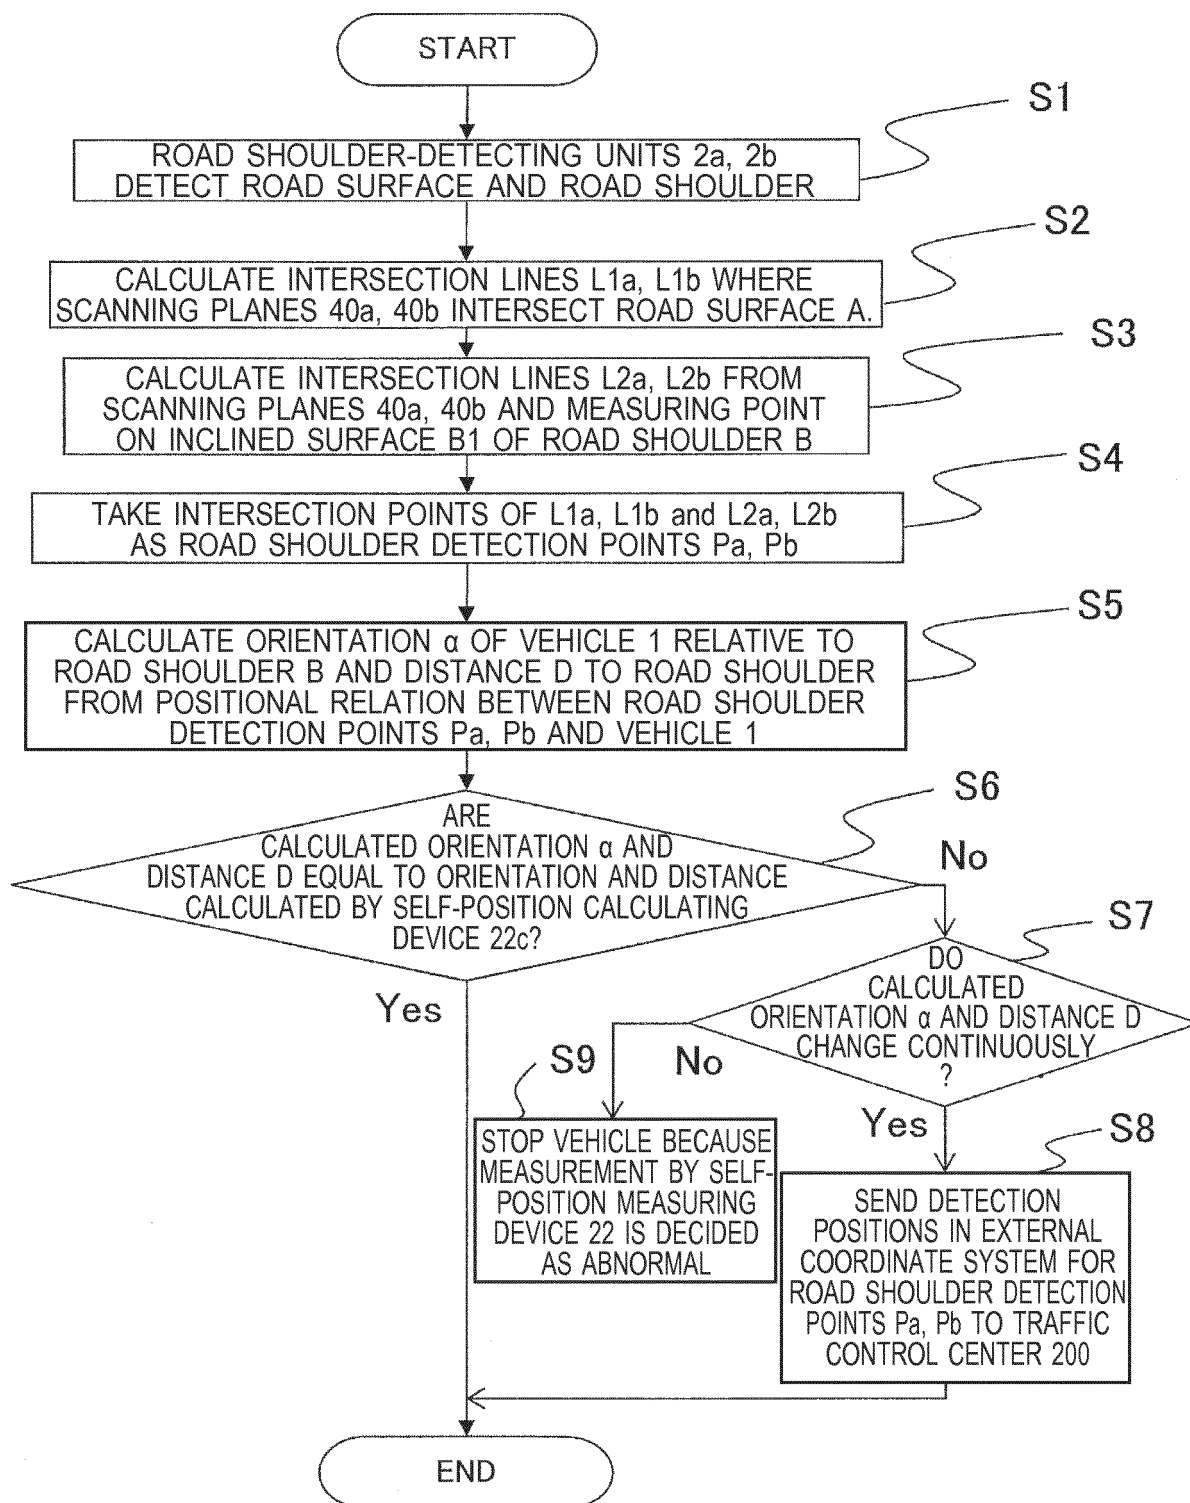 START
S1
ROAD SHOULDER-DETECTING UNITS 2a, 2b
DETECT ROAD SURFACE AND ROAD SHOULDER
S2
CALCULATE INTERSECTION LINES L1a, L1b WHERE
SCANNING PLANES 40a, 40b INTERSECT ROAD SURFACE A.
S3
CALCULATE INTERSECTION LINES L2a, L2b FROM
SCANNING PLANES 40a, 40b AND MEASURING POINT
ON INCLINED SURFACE B1 OF ROAD SHOULDER B
S4
TAKE INTERSECTION POINTS OF L1a, L1b and L2a, L2b
AS ROAD SHOULDER DETECTION POINTS Pa, Pb
S5
CALCULATE ORIENTATION α OF VEHICLE 1 RELATIVE TO
ROAD SHOULDER B AND DISTANCE D TO ROAD SHOULDER
FROM POSITIONAL RELATION BETWEEN ROAD SHOULDER
DETECTION POINTS Pa, Pb AND VEHICLE 1
S6
ARE
CALCULATED ORIENTATION α AND
DISTANCE D EQUAL TO ORIENTATION AND DISTANCE
CALCULATED BY SELF-POSITION CALCULATING
DEVICE 22c?
No
Yes
S7
DO
CALCULATED
ORIENTATION α AND DISTANCE D
CHANGE CONTINUOUSLY
?
No
Yes
S9
STOP VEHICLE BECAUSE
MEASUREMENT BY SELF-
POSITION MEASURING
DEVICE 22 IS DECIDED
AS ABNORMAL
S8
SEND DETECTION
POSITIONS IN EXTERNAL
COORDINATE SYSTEM FOR
ROAD SHOULDER DETECTION
POINTS Pa, Pb TO TRAFFIC
CONTROL CENTER 200
END